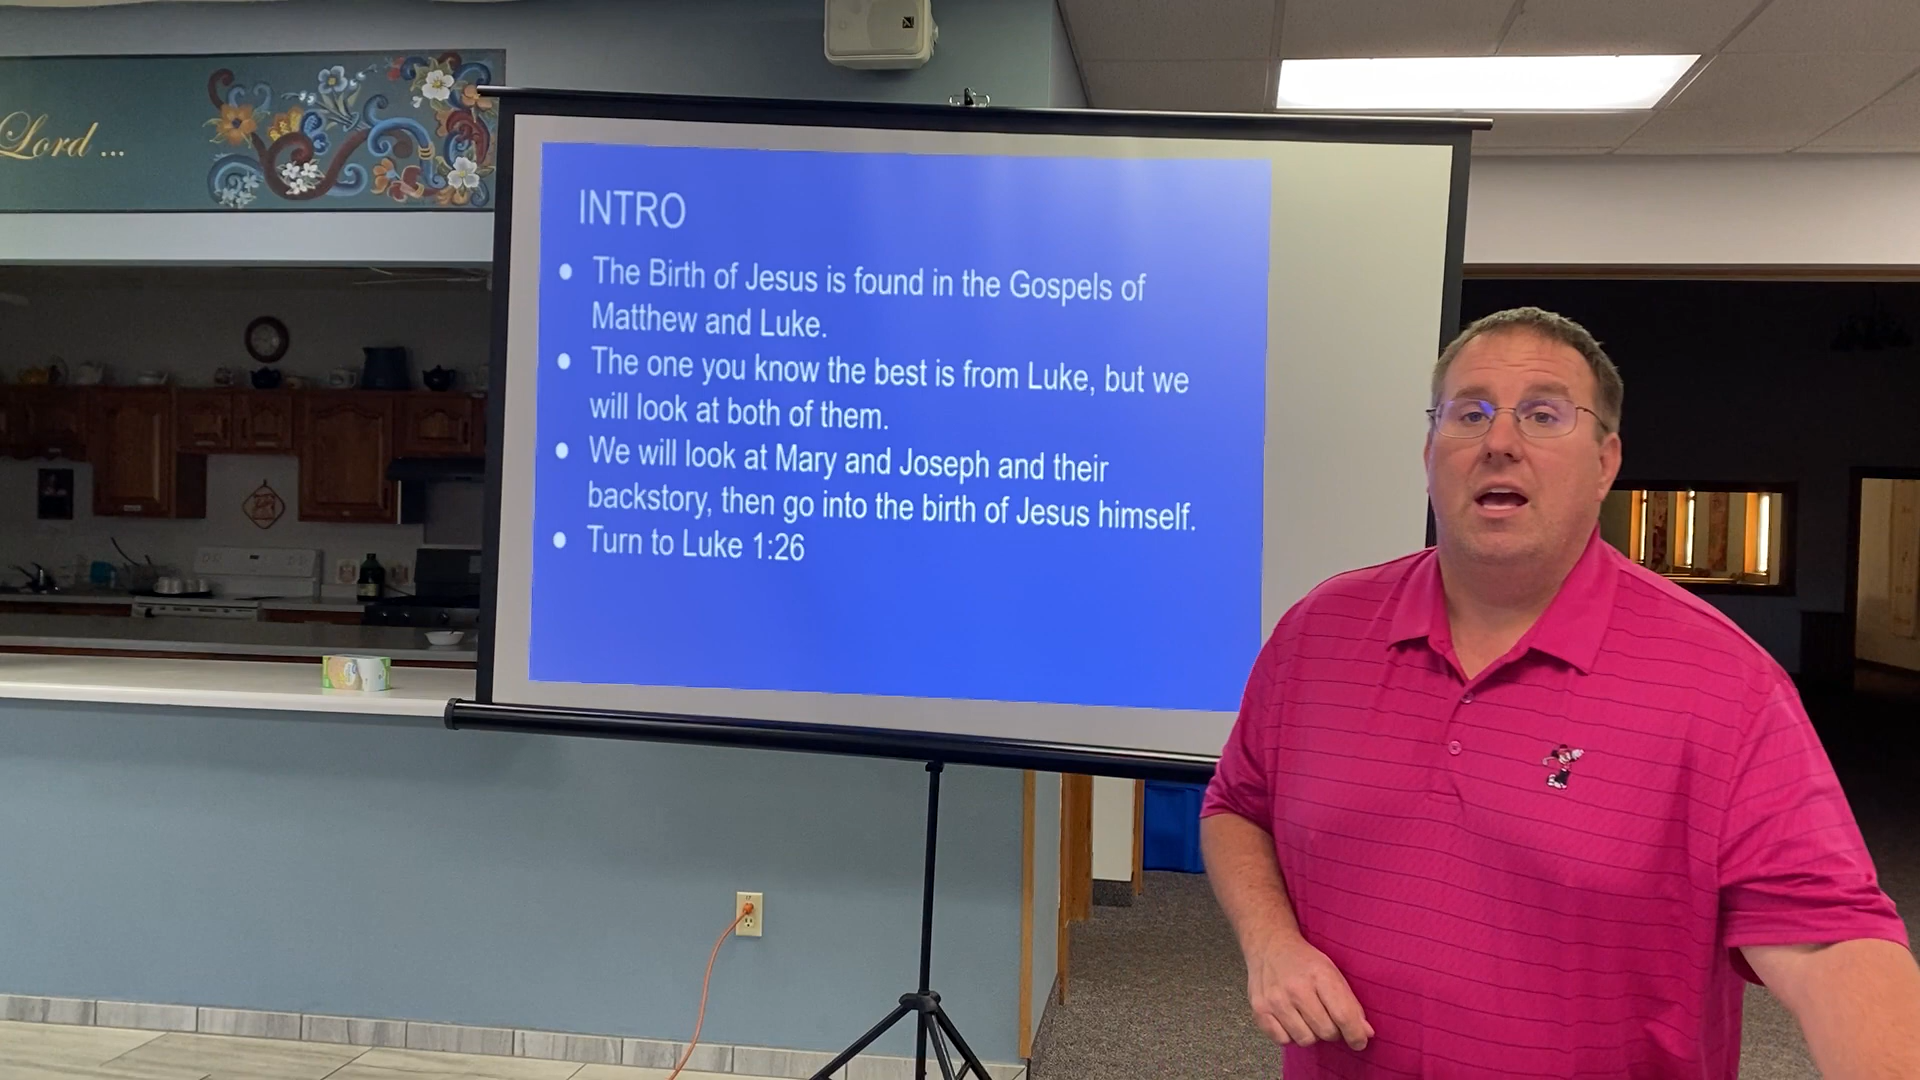 Lord ...
INTRO
The Birth of Jesus is found in the Gospels of
Matthew and Luke.
The one you know the best is from Luke, but we
will look at both of them.
We will look at Mary and Joseph and their
backstory, then go into the birth of Jesus himself.
Turn to Luke 1:26